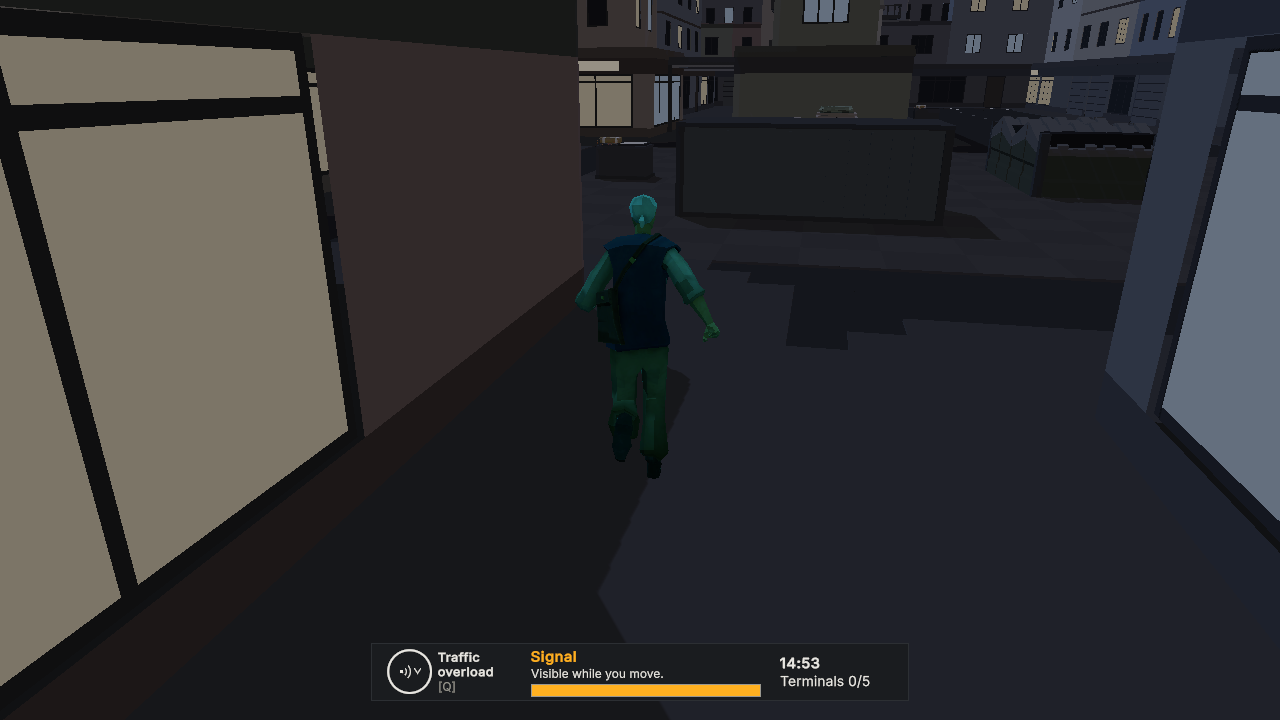 Traffic
overload
[Q]
Signal
Visible while you move.
14:53
Terminals 0/5